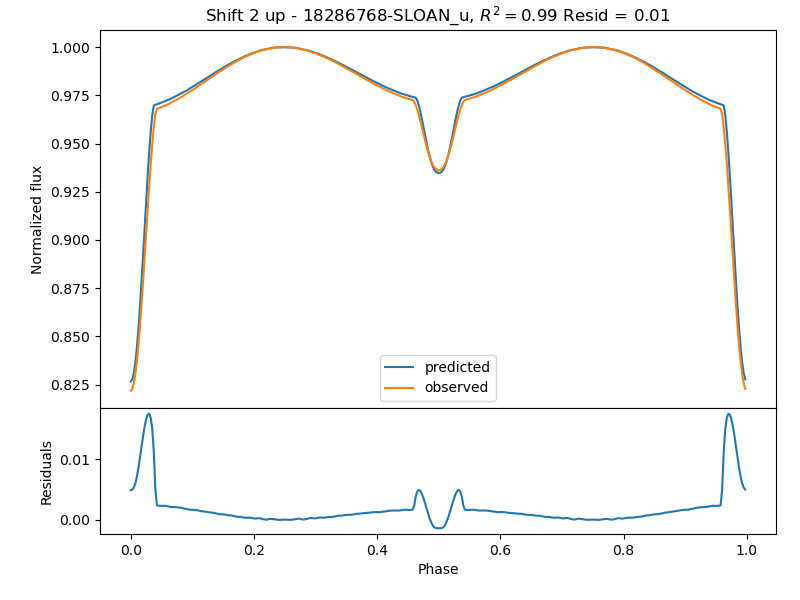 Shift 2 up - 18286768-SLOAN_u, R² = 0.99 Resid = 0.01
Normalized flux
1.000
0.975
0.950
0.925
0.900
0.875
0.850
0.825
predicted
observed
Residuals
0.01
0.00
0.0 0.2 0.4 0.6 0.8 1.0
Phase